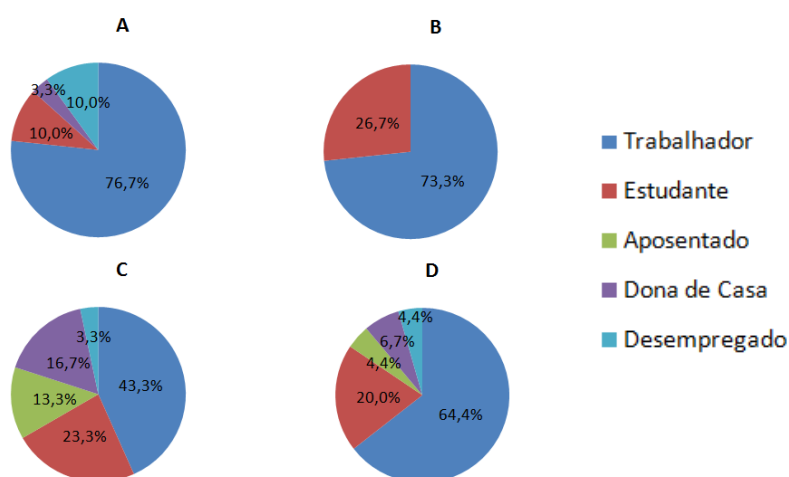 A
3,3%
10,0%
10,0%
76,7%
B
26,7%
73,3%
C
3,3%
16,7%
43,3%
13,3%
23,3%
D
4,4%
6,7%
4,4%
20,0%
64,4%
Trabalhador
Estudante
Aposentado
Dona de Casa
Desempregado